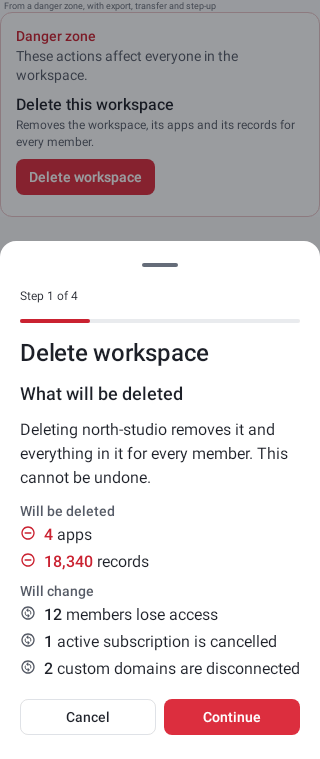 From a danger zone, with export, transfer and step-up
Danger zone
These actions affect everyone in the
workspace.
Delete this workspace
Removes the workspace, its apps and its records for
every member.
Delete workspace
Step 1 of 4
Delete workspace
What will be deleted
Deleting north-studio removes it and
everything in it for every member. This
cannot be undone.
Will be deleted
4 apps
18,340 records
Will change
12 members lose access
1 active subscription is cancelled
2 custom domains are disconnected
Cancel
Continue